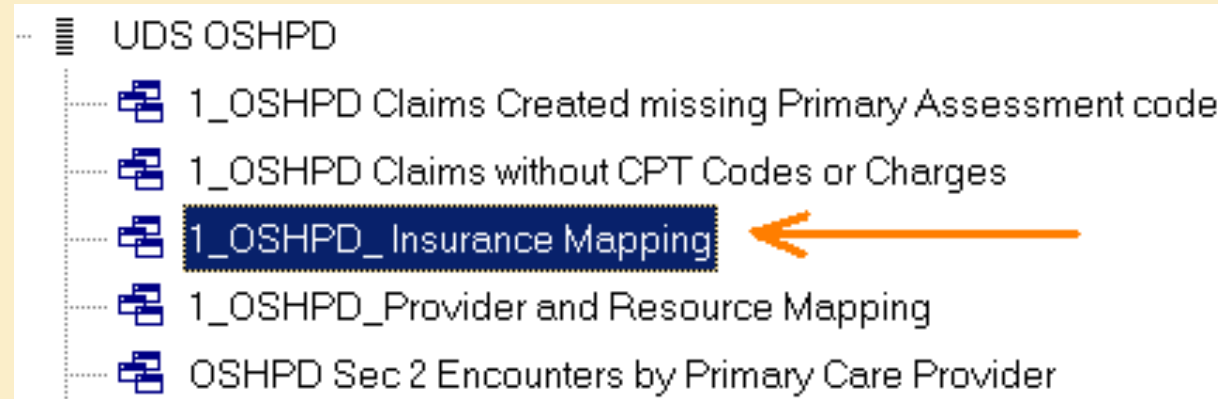 UDS OSHPD
1_OSHPD Claims Created missing Primary Assessment code
1_OSHPD Claims without CPT Codes or Charges
1_OSHPD_ Insurance Mapping
1_OSHPD_Provider and Resource Mapping
OSHPD Sec 2 Encounters by Primary Care Provider